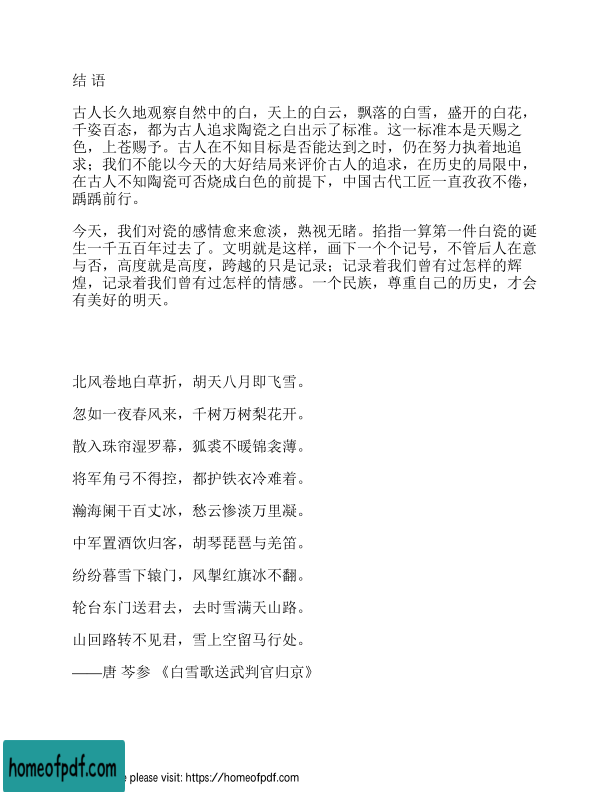 结 语
古人长久地观察自然中的白，天上的白云，飘落的白雪，盛开的白花，
千姿百态，都为古人追求陶瓷之白出示了标准。这一标准本是天赐之
色，上苍赐予。古人在不知目标是否能达到之时，仍在努力执着地追
求；我们不能以今天的大好结局来评价古人的追求，在历史的局限中，
在古人不知陶瓷可否烧成白色的前提下，中国古代工匠一直孜孜不倦，
踽踽前行。
今天，我们对瓷的感情愈来愈淡，熟视无睹。掐指一算第一件白瓷的诞
生一千五百年过去了。文明就是这样，画下一个个记号，不管后人在意
与否，高度就是高度，跨越的只是记录；记录着我们曾有过怎样的辉
煌，记录着我们曾有过怎样的情感。一个民族，尊重自己的历史，才会
有美好的明天。
北风卷地白草折，胡天八月即飞雪。
忽如一夜春风来，千树万树梨花开。
散入珠帘湿罗幕，狐裘不暖锦衾薄。
将军角弓不得控，都护铁衣冷难着。
瀚海阑干百丈冰，愁云惨淡万里凝。
中军置酒饮归客，胡琴琵琶与羌笛。
纷纷暮雪下辕门，风掣红旗冰不翻。
轮台东门送君去，去时雪满天山路。
山回路转不见君，雪上空留马行处。
——唐 芩参 《白雪歌送武判官归京》
homeofpdf.com
e please visit: https://homeofpdf.com